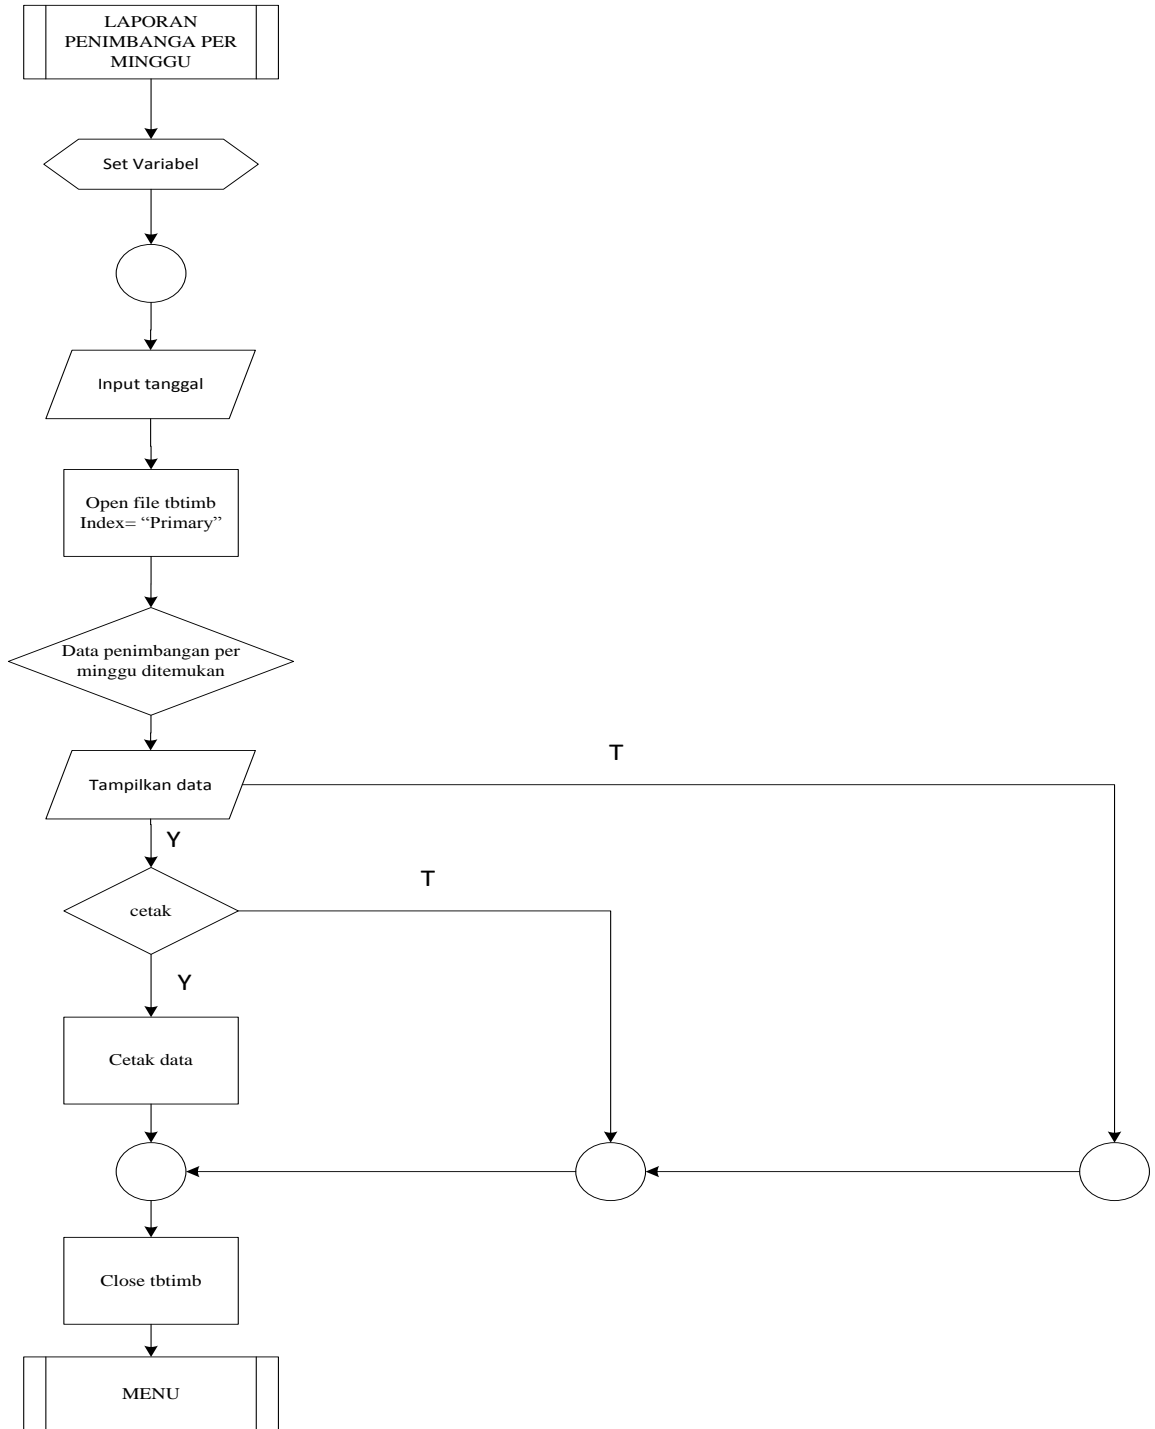 LAPORAN
PENIMBANGA PER
MINGGU
Set Variabel
Input tanggal
Open file tbtimb
Index= “Primary”
Data penimbangan per
minggu ditemukan
T
Tampilkan data
Y
T
cetak
Y
Cetak data
Close tbtimb
MENU